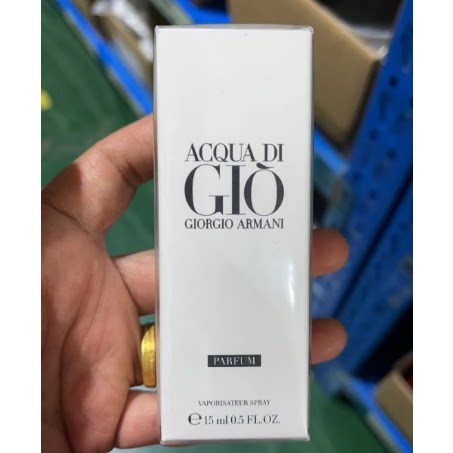 ACQUA DI
GIÒ
GIORGIO ARMANI
PARFUM
VAPORISATEUR SPRAY
℮ 15 ml 0.5 FL.OZ.